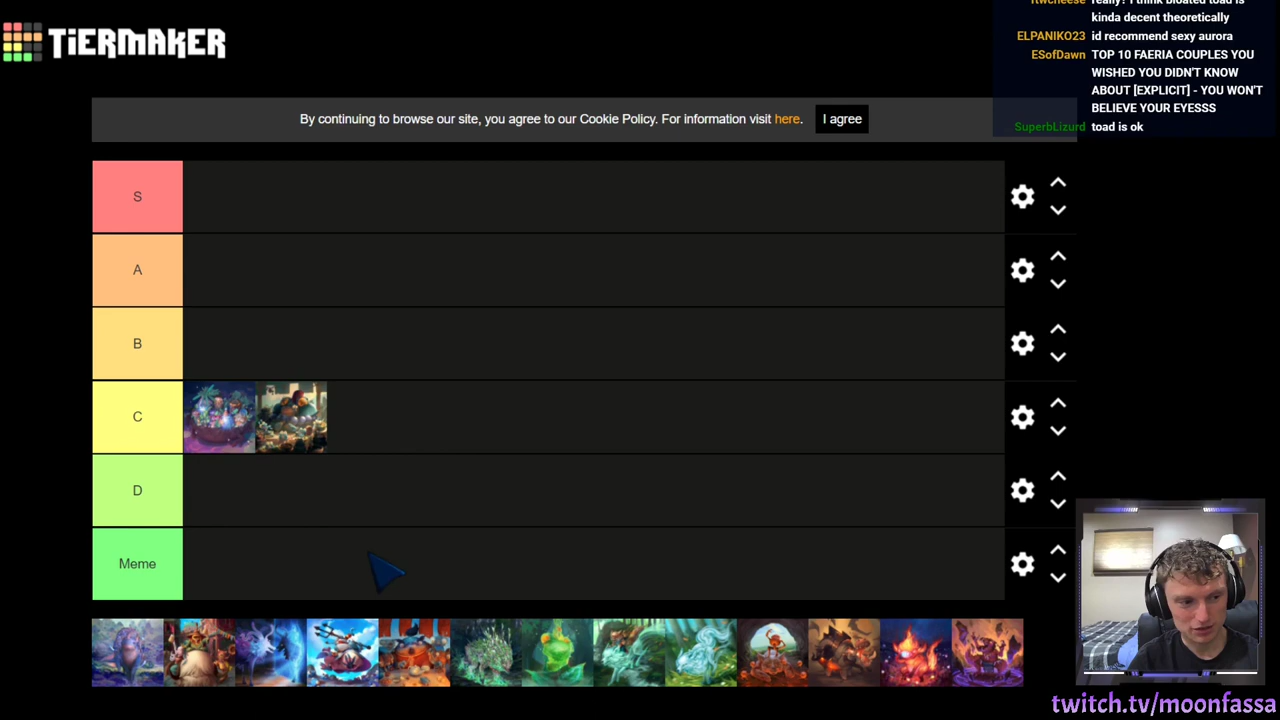 TiERMAKER
kinda decent theoretically
ELPANIKO23 id recommend sexy aurora
ESofDawn TOP 10 FAERIA COUPLES YOU
WISHED YOU DIDN'T KNOW
ABOUT [EXPLICIT] - YOU WON'T
BELIEVE YOUR EYESSS
SuperbLizurd toad is ok
By continuing to browse our site, you agree to our Cookie Policy. For information visit here. I agree
S
A
B
C
D
Meme
twitch.tv/moonfassa